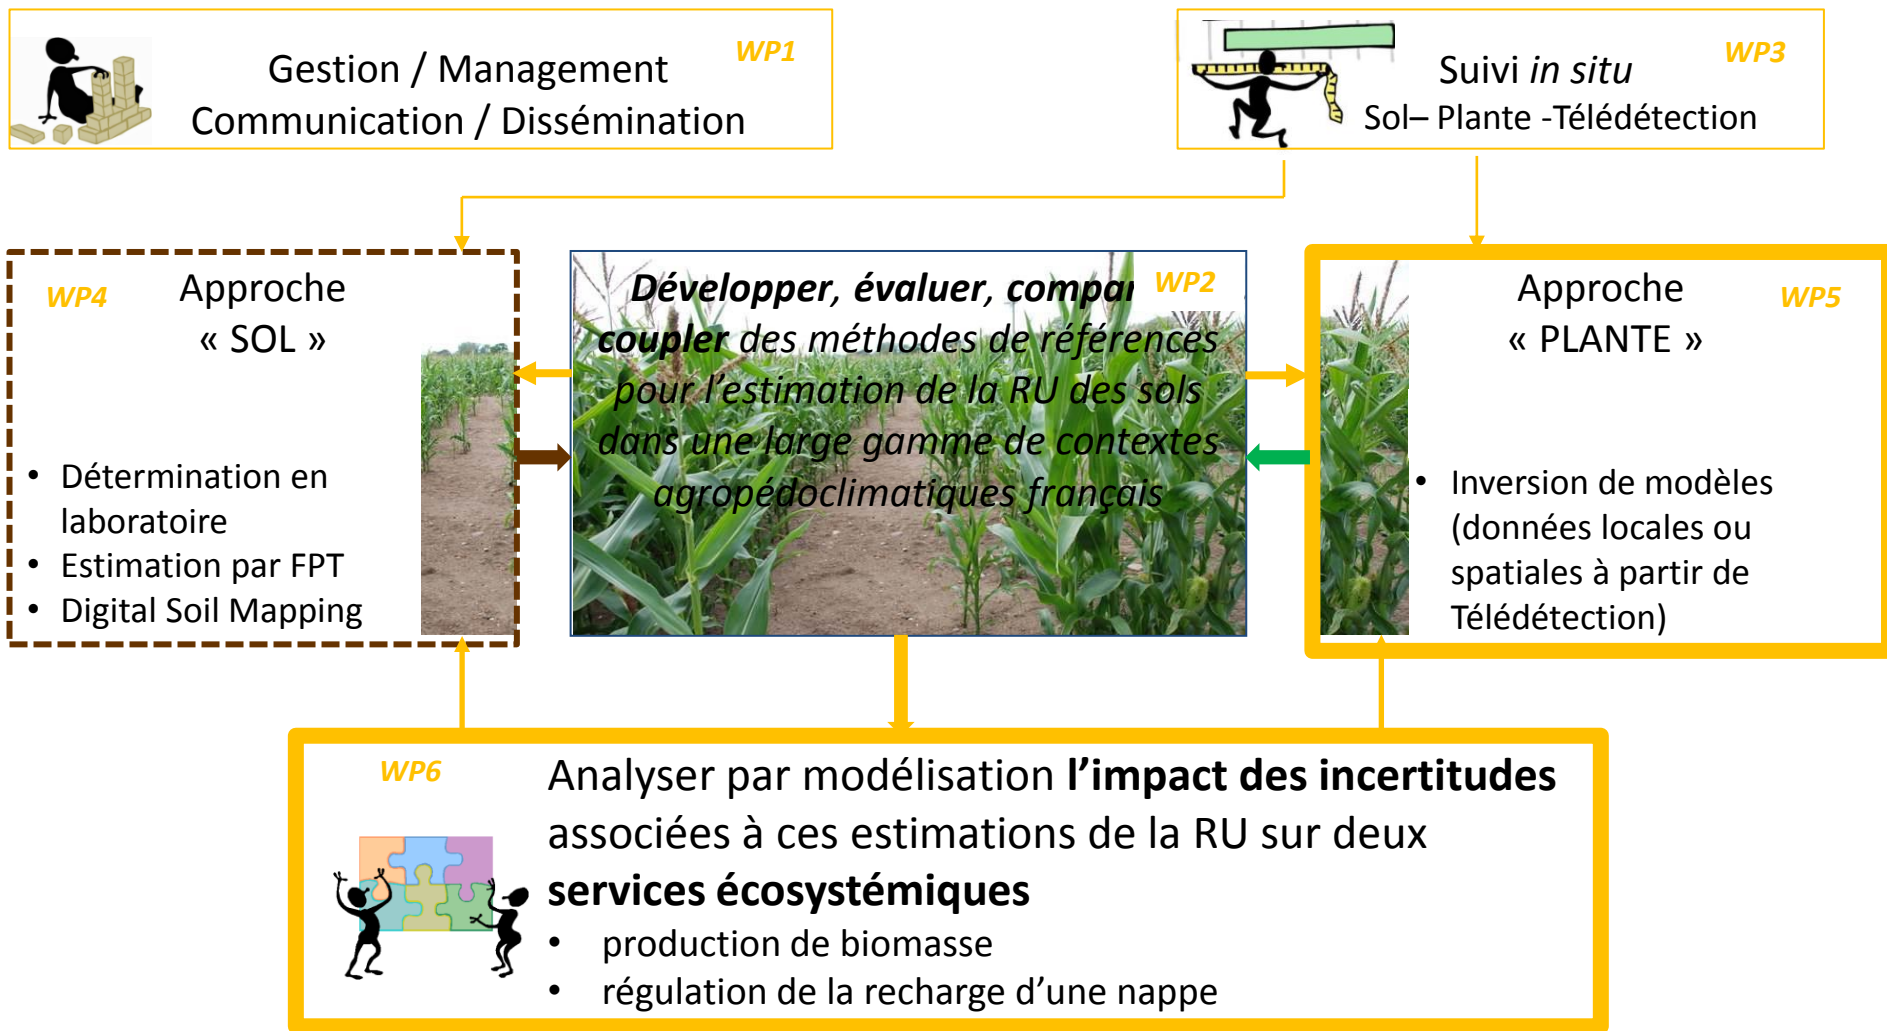 WP1
Gestion / Management
Communication / Dissémination
WP3
Suivi in situ
Sol– Plante -Télédétection
WP4
Approche
« SOL »
• Détermination en
laboratoire
• Estimation par FPT
• Digital Soil Mapping
WP2
Développer, évaluer, compar
coupler des méthodes de références
pour l'estimation de la RU des sols
dans une large gamme de contextes
agropédoclimatiques français
WP5
Approche
« PLANTE »
• Inversion de modèles
(données locales ou
spatiales à partir de
Télédétection)
WP6
Analyser par modélisation l'impact des incertitudes
associées à ces estimations de la RU sur deux
services écosystémiques
• production de biomasse
• régulation de la recharge d'une nappe